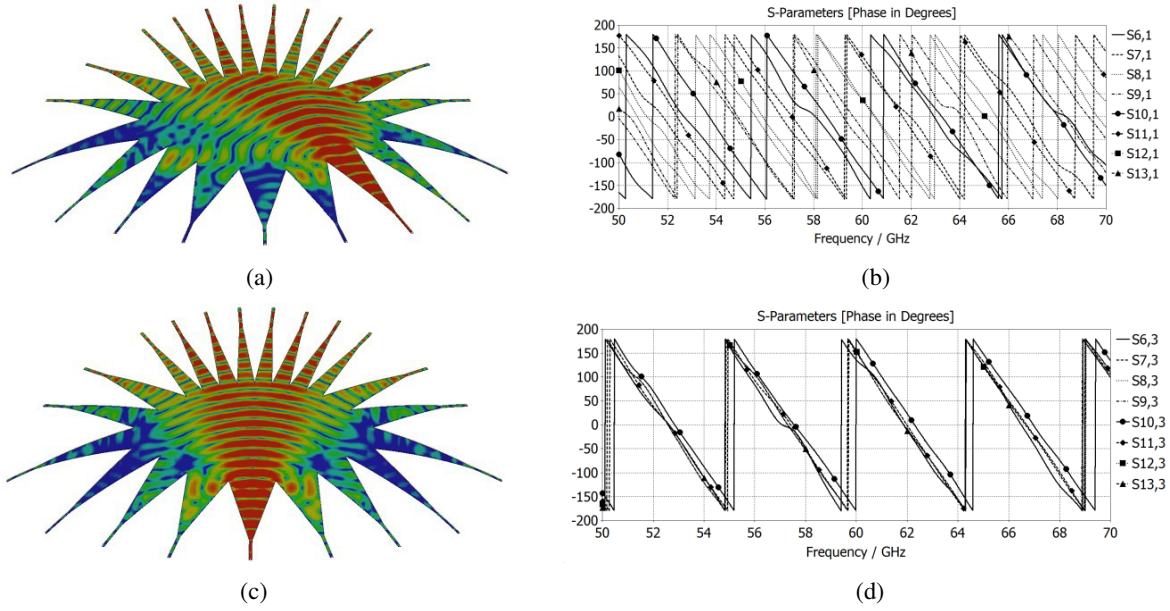 S-Parameters [Phase in Degrees]
200
150
100
50
0
-50
-100
-150
-200
50 52 54 56 58 60 62 64 66 68 70
Frequency / GHz
S6,1
S7,1
S8,1
S9,1
S10,1
S11,1
S12,1
S13,1
(a)
(b)
S-Parameters [Phase in Degrees]
200
150
100
50
0
-50
-100
-150
-200
50 52 54 56 58 60 62 64 66 68 70
Frequency / GHz
S6,3
S7,3
S8,3
S9,3
S10,3
S11,3
S12,3
S13,3
(c)
(d)